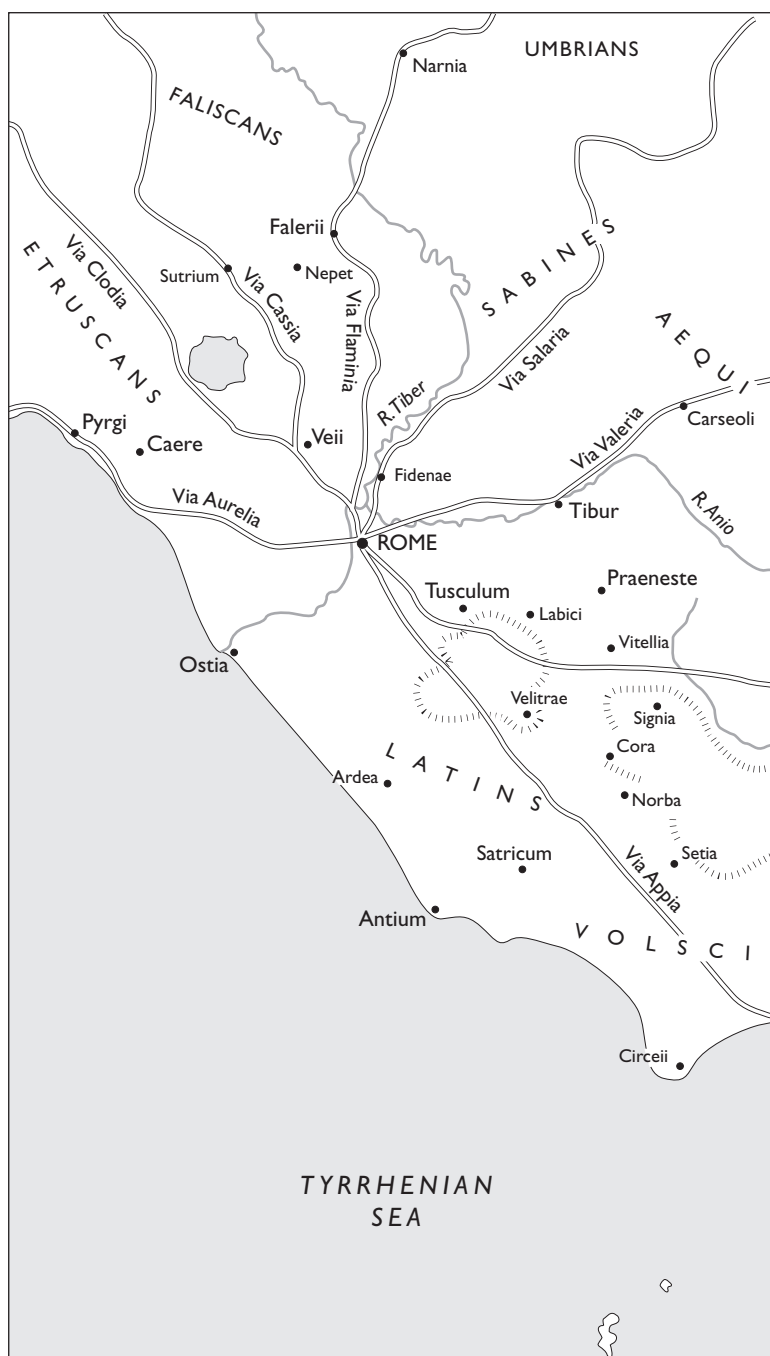 UMBRIANS
Narnia
FALISCANS
Falerii
Via Clodia
ETRUSCANS
Sutrium
Nepet
Via Cassia
Via Flaminia
SABINES
AEQUI
Via Salaria
R. Tiber
Carseoli
Pyrgi
Caere
Veii
Via Valeria
Fidenae
Via Aurelia
Tibur
R. Anio
ROME
Praeneste
Tusculum
Labici
Vitellia
Ostia
Velitrae
Signia
LATINS
Cora
Ardea
Norba
Satricum
Setia
Via Appia
Antium
VOLSCI
Circeii
TYRRHENIAN
SEA